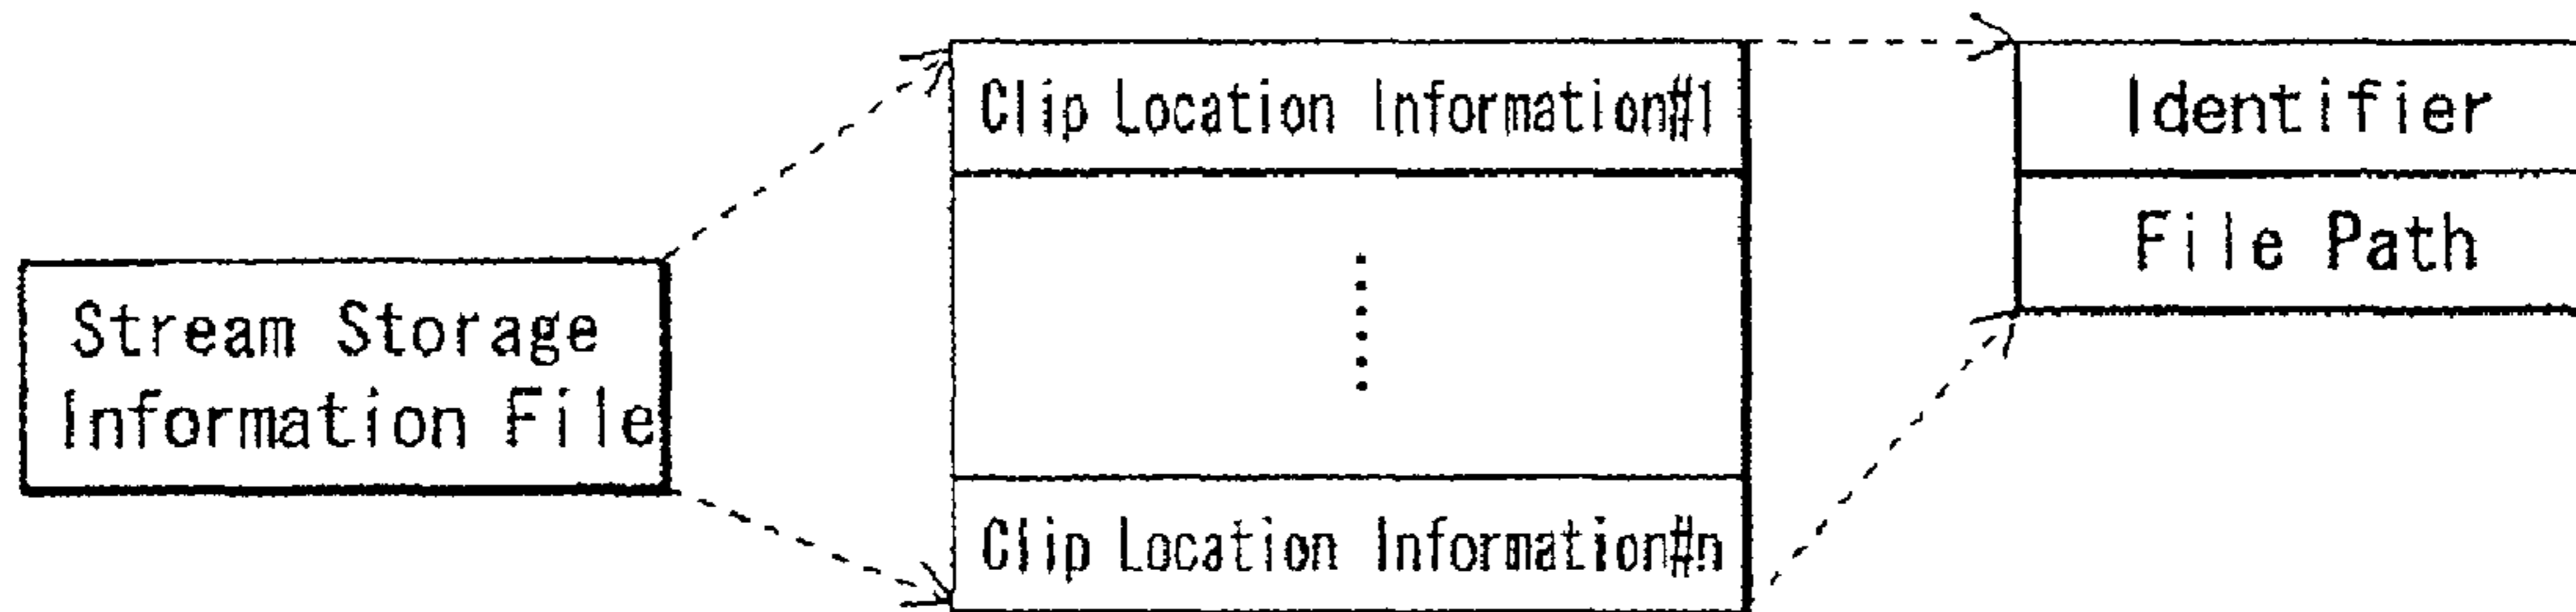 Stream Storage
Information File
Clip Location Information#1
Clip Location Information#n
Identifier
File Path